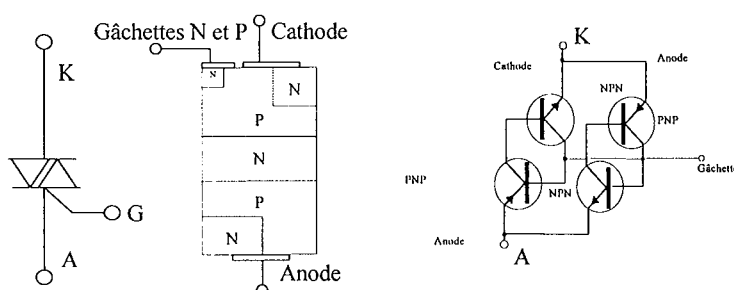 K
G
A
Gâchettes N et P
Cathode
N
N
P
N
P
N
Anode
K
Cathode
Anode
NPN
PNP
Gâchette
PNP
NPN
Anode
A